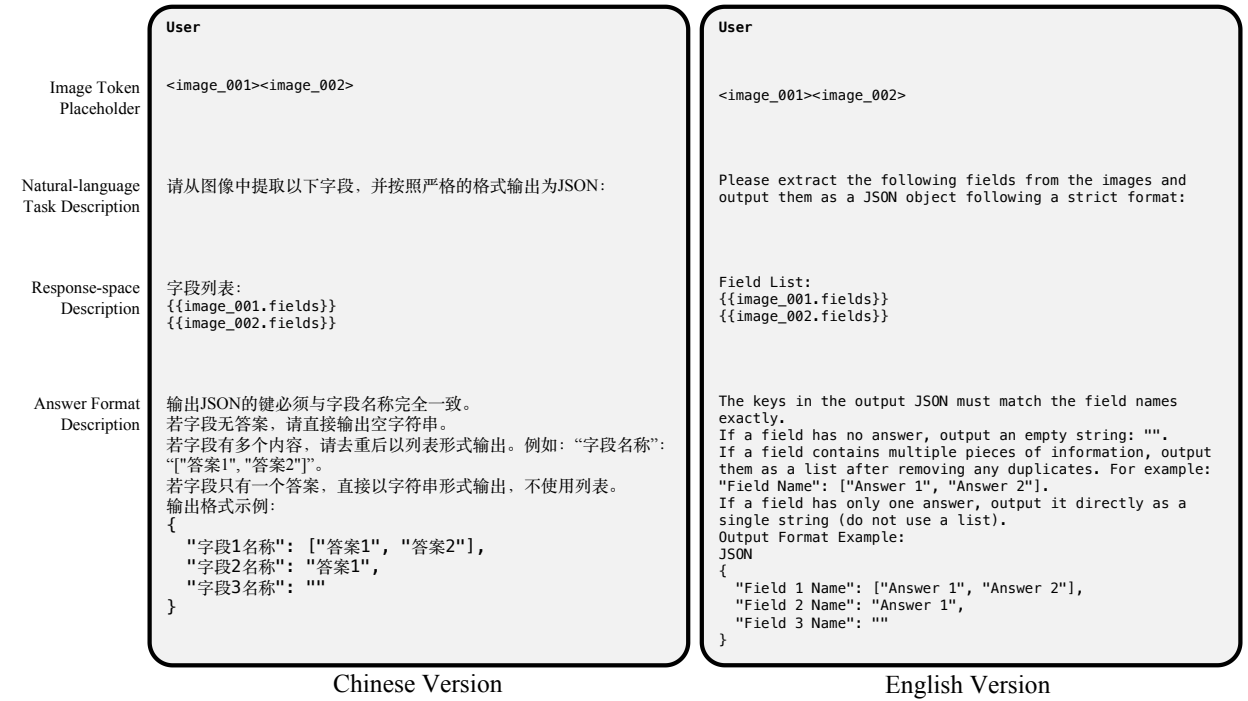 User
Image Token
Placeholder
<image_001><image_002>
Natural-language
Task Description
请从图像中提取以下字段，并按照严格的格式输出为JSON：
Response-space
Description
字段列表：
{{image_001.fields}}
{{image_002.fields}}
Answer Format
Description
输出JSON的键必须与字段名称完全一致。
若字段无答案，请直接输出空字符串。
若字段有多个内容，请去重后以列表形式输出。例如：“字段名称”：
“["答案1", "答案2"]”。
若字段只有一个答案，直接以字符串形式输出，不使用列表。
输出格式示例：
{
  "字段1名称": ["答案1", "答案2"],
  "字段2名称": "答案1",
  "字段3名称": ""
}
Chinese Version
User
<image_001><image_002>
Please extract the following fields from the images and
output them as a JSON object following a strict format:
Field List:
{{image_001.fields}}
{{image_002.fields}}
The keys in the output JSON must match the field names
exactly.
If a field has no answer, output an empty string: "".
If a field contains multiple pieces of information, output
them as a list after removing any duplicates. For example:
"Field Name": ["Answer 1", "Answer 2"].
If a field has only one answer, output it directly as a
single string (do not use a list).
Output Format Example:
JSON
{
  "Field 1 Name": ["Answer 1", "Answer 2"],
  "Field 2 Name": "Answer 1",
  "Field 3 Name": ""
}
English Version